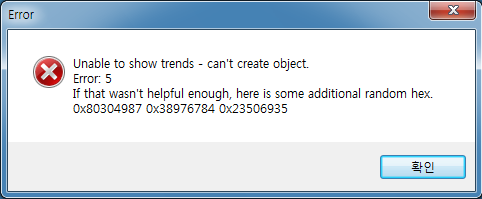 Error
Unable to show trends - can't create object.
Error: 5
If that wasn't helpful enough, here is some additional random hex.
0x80304987 0x38976784 0x23506935
확인